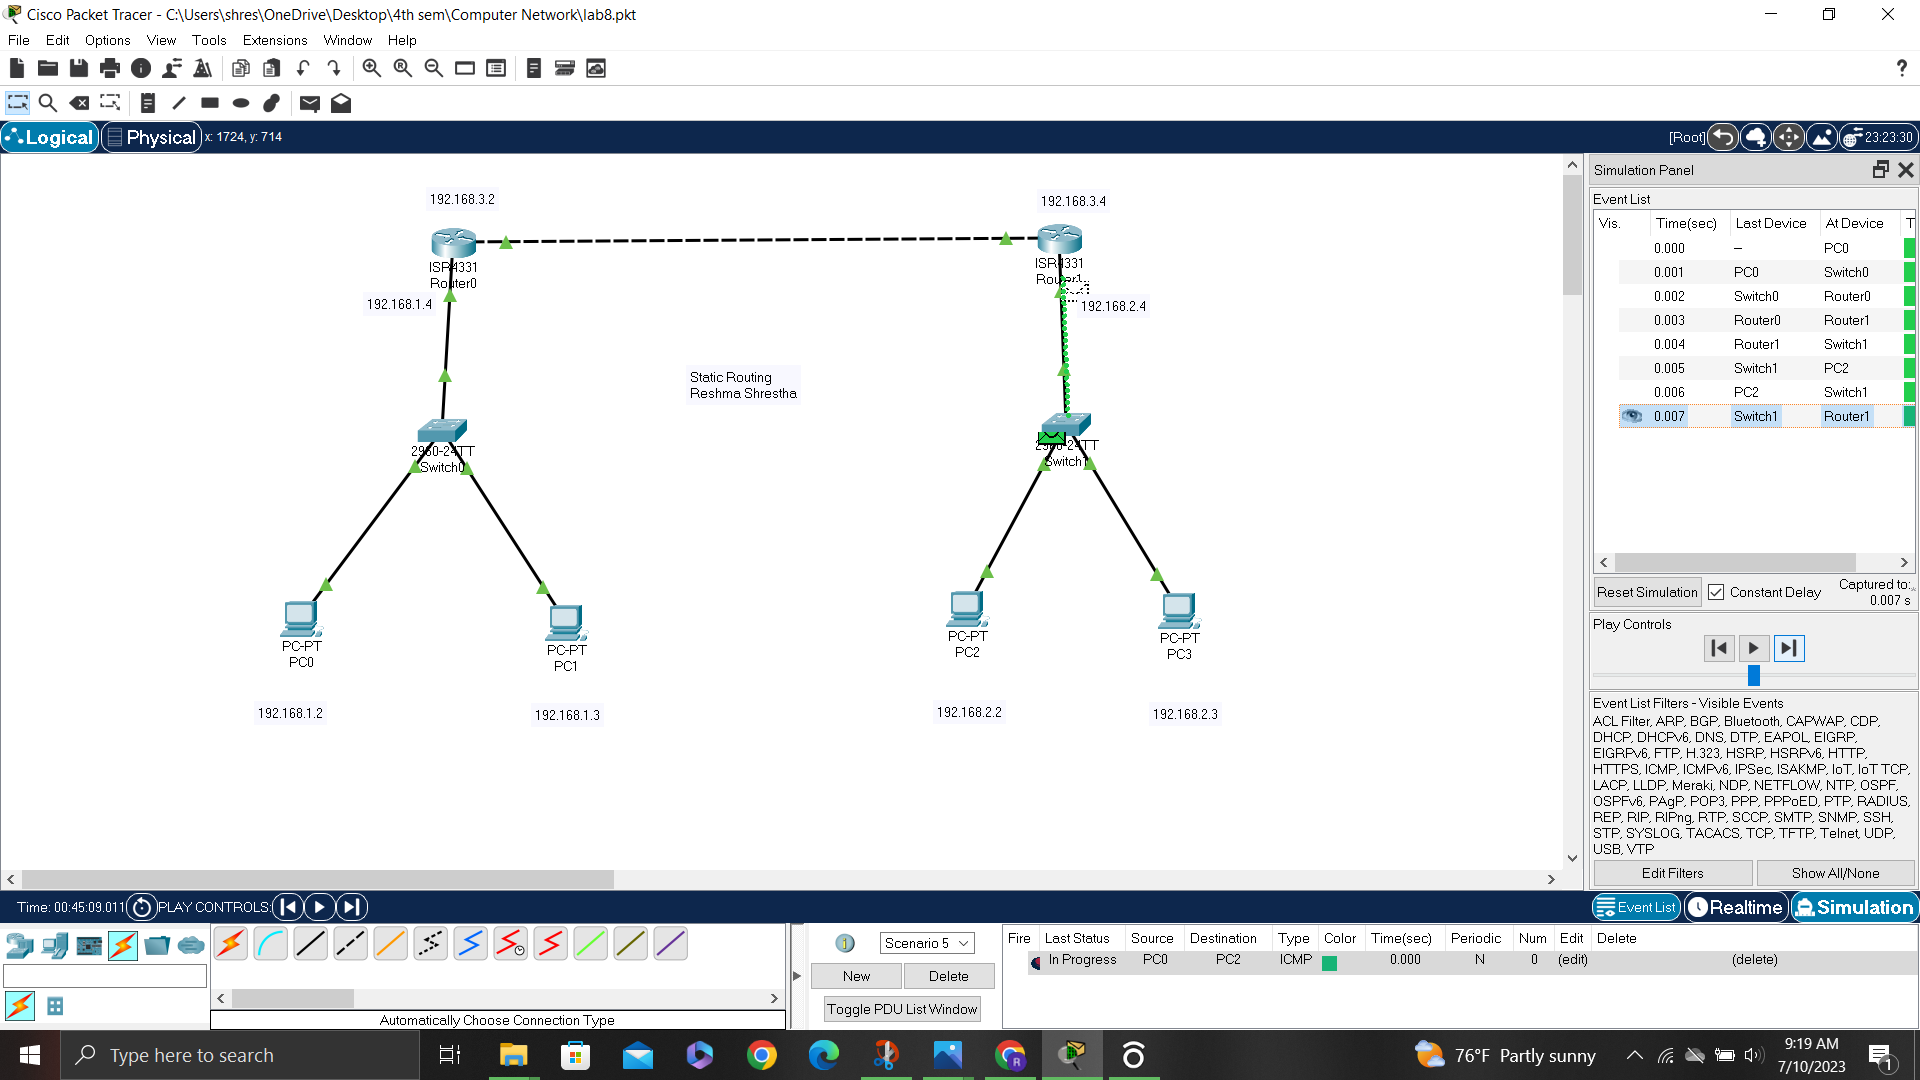 Cisco Packet Tracer - C:\Users\shres\OneDrive\Desktop\4th sem\Computer Network\lab8.pkt
File Edit Options View Tools Extensions Window Help
Logical Physical x: 1724, y: 714 [Root] 23:23:30
192.168.3.2
192.168.3.4
ISR4331
Router0
ISR4331
Router1
192.168.1.4
192.168.2.4
Static Routing
Reshma Shrestha
2960-24TT
Switch0
2960-24TT
Switch1
PC-PT
PC0
PC-PT
PC1
PC-PT
PC2
PC-PT
PC3
192.168.1.2
192.168.1.3
192.168.2.2
192.168.2.3
Simulation Panel
Event List
Vis. Time(sec) Last Device At Device T
0.000 -- PC0
0.001 PC0 Switch0
0.002 Switch0 Router0
0.003 Router0 Router1
0.004 Router1 Switch1
0.005 Switch1 PC2
0.006 PC2 Switch1
0.007 Switch1 Router1
Reset Simulation Constant Delay Captured to:
0.007 s
Play Controls
Event List Filters - Visible Events
ACL Filter, ARP, BGP, Bluetooth, CAPWAP, CDP,
DHCP, DHCPv6, DNS, DTP, EAPOL, EIGRP,
EIGRPv6, FTP, H.323, HSRP, HSRPv6, HTTP,
HTTPS, ICMP, ICMPv6, IPSec, ISAKMP, IoT, IoT TCP,
LACP, LLDP, Meraki, NDP, NETFLOW, NTP, OSPF,
OSPFv6, PAgP, POP3, PPP, PPPoED, PTP, RADIUS,
REP, RIP, RIPng, RTP, SCCP, SMTP, SNMP, SSH,
STP, SYSLOG, TACACS, TCP, TFTP, Telnet, UDP,
USB, VTP
Edit Filters Show All/None
Time: 00:45:09.011 PLAY CONTROLS: Event List Realtime Simulation
Scenario 5
New Delete
Toggle PDU List Window
Fire Last Status Source Destination Type Color Time(sec) Periodic Num Edit Delete
In Progress PC0 PC2 ICMP 0.000 N 0 (edit) (delete)
Automatically Choose Connection Type
Type here to search 76°F Partly sunny 9:19 AM
7/10/2023
1